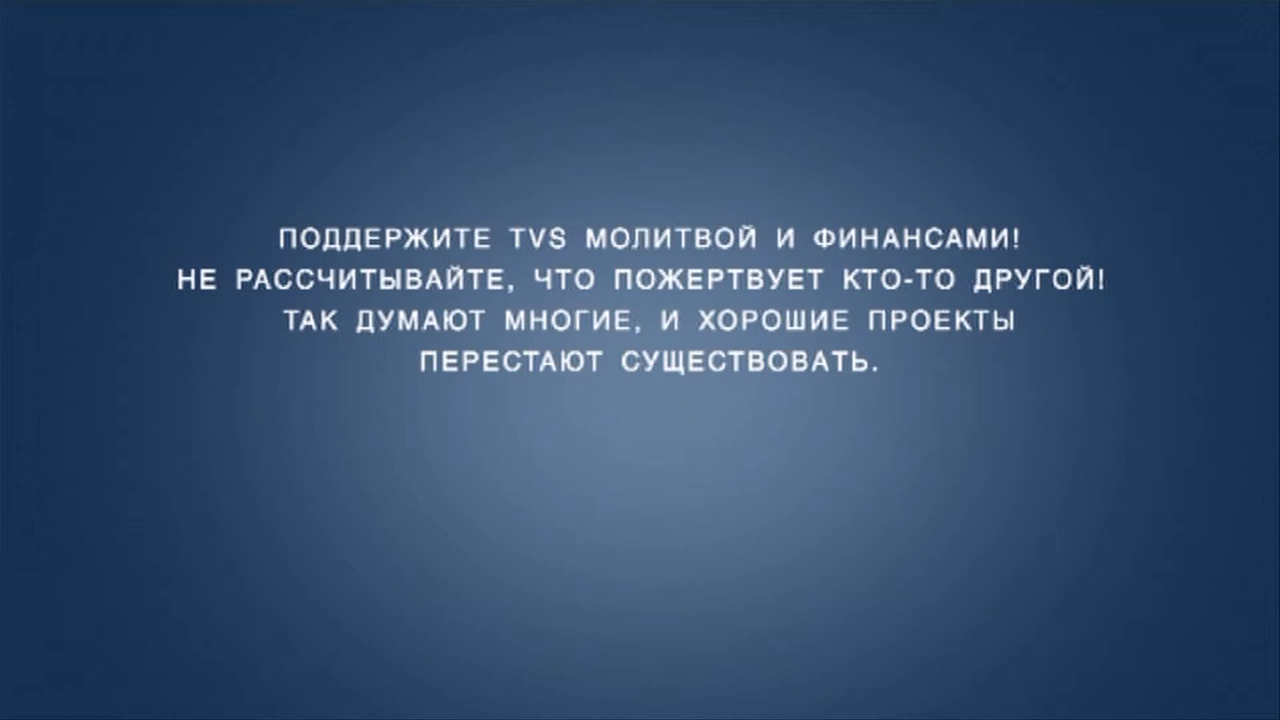 ПОДДЕРЖИТЕ TVS МОЛИТВОЙ И ФИНАНСАМИ!
НЕ РАССЧИТЫВАЙТЕ, ЧТО ПОЖЕРТВУЕТ КТО-ТО ДРУГОЙ!
ТАК ДУМАЮТ МНОГИЕ, И ХОРОШИЕ ПРОЕКТЫ
ПЕРЕСТАЮТ СУЩЕСТВОВАТЬ.